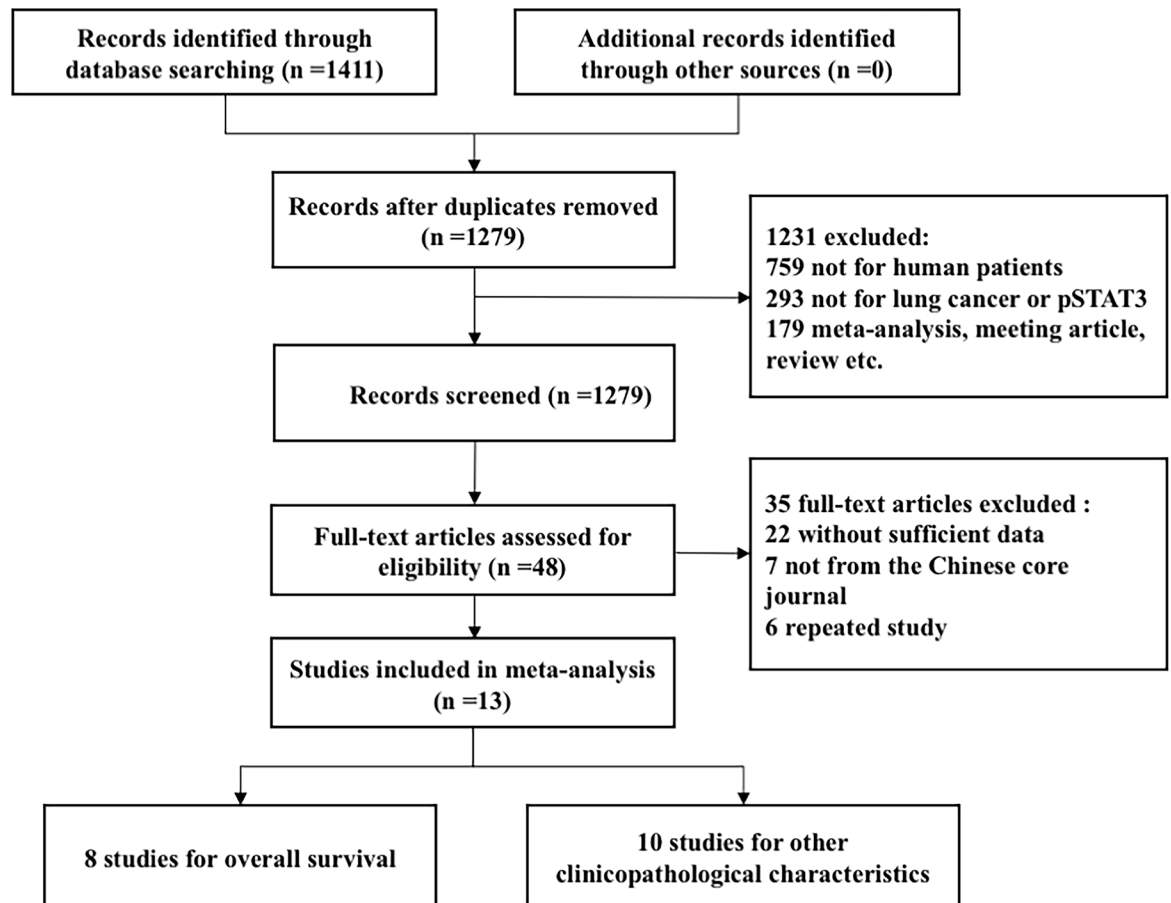 Records identified through
database searching (n =1411)
Additional records identified
through other sources (n =0)
Records after duplicates removed
(n =1279)
1231 excluded:
759 not for human patients
293 not for lung cancer or pSTAT3
179 meta-analysis, meeting article,
review etc.
Records screened (n =1279)
Full-text articles assessed for
eligibility (n =48)
35 full-text articles excluded :
22 without sufficient data
7 not from the Chinese core
journal
6 repeated study
Studies included in meta-analysis
(n =13)
8 studies for overall survival
10 studies for other
clinicopathological characteristics